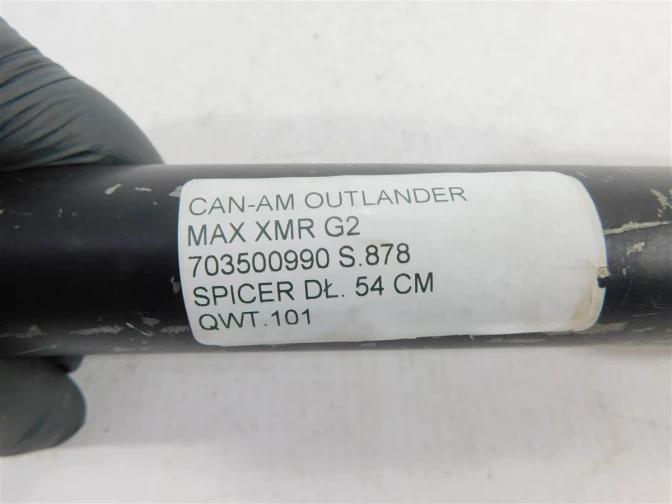 CAN-AM OUTLANDER
MAX XMR G2
703500990 S.878
SPICER DŁ. 54 CM
QWT.101